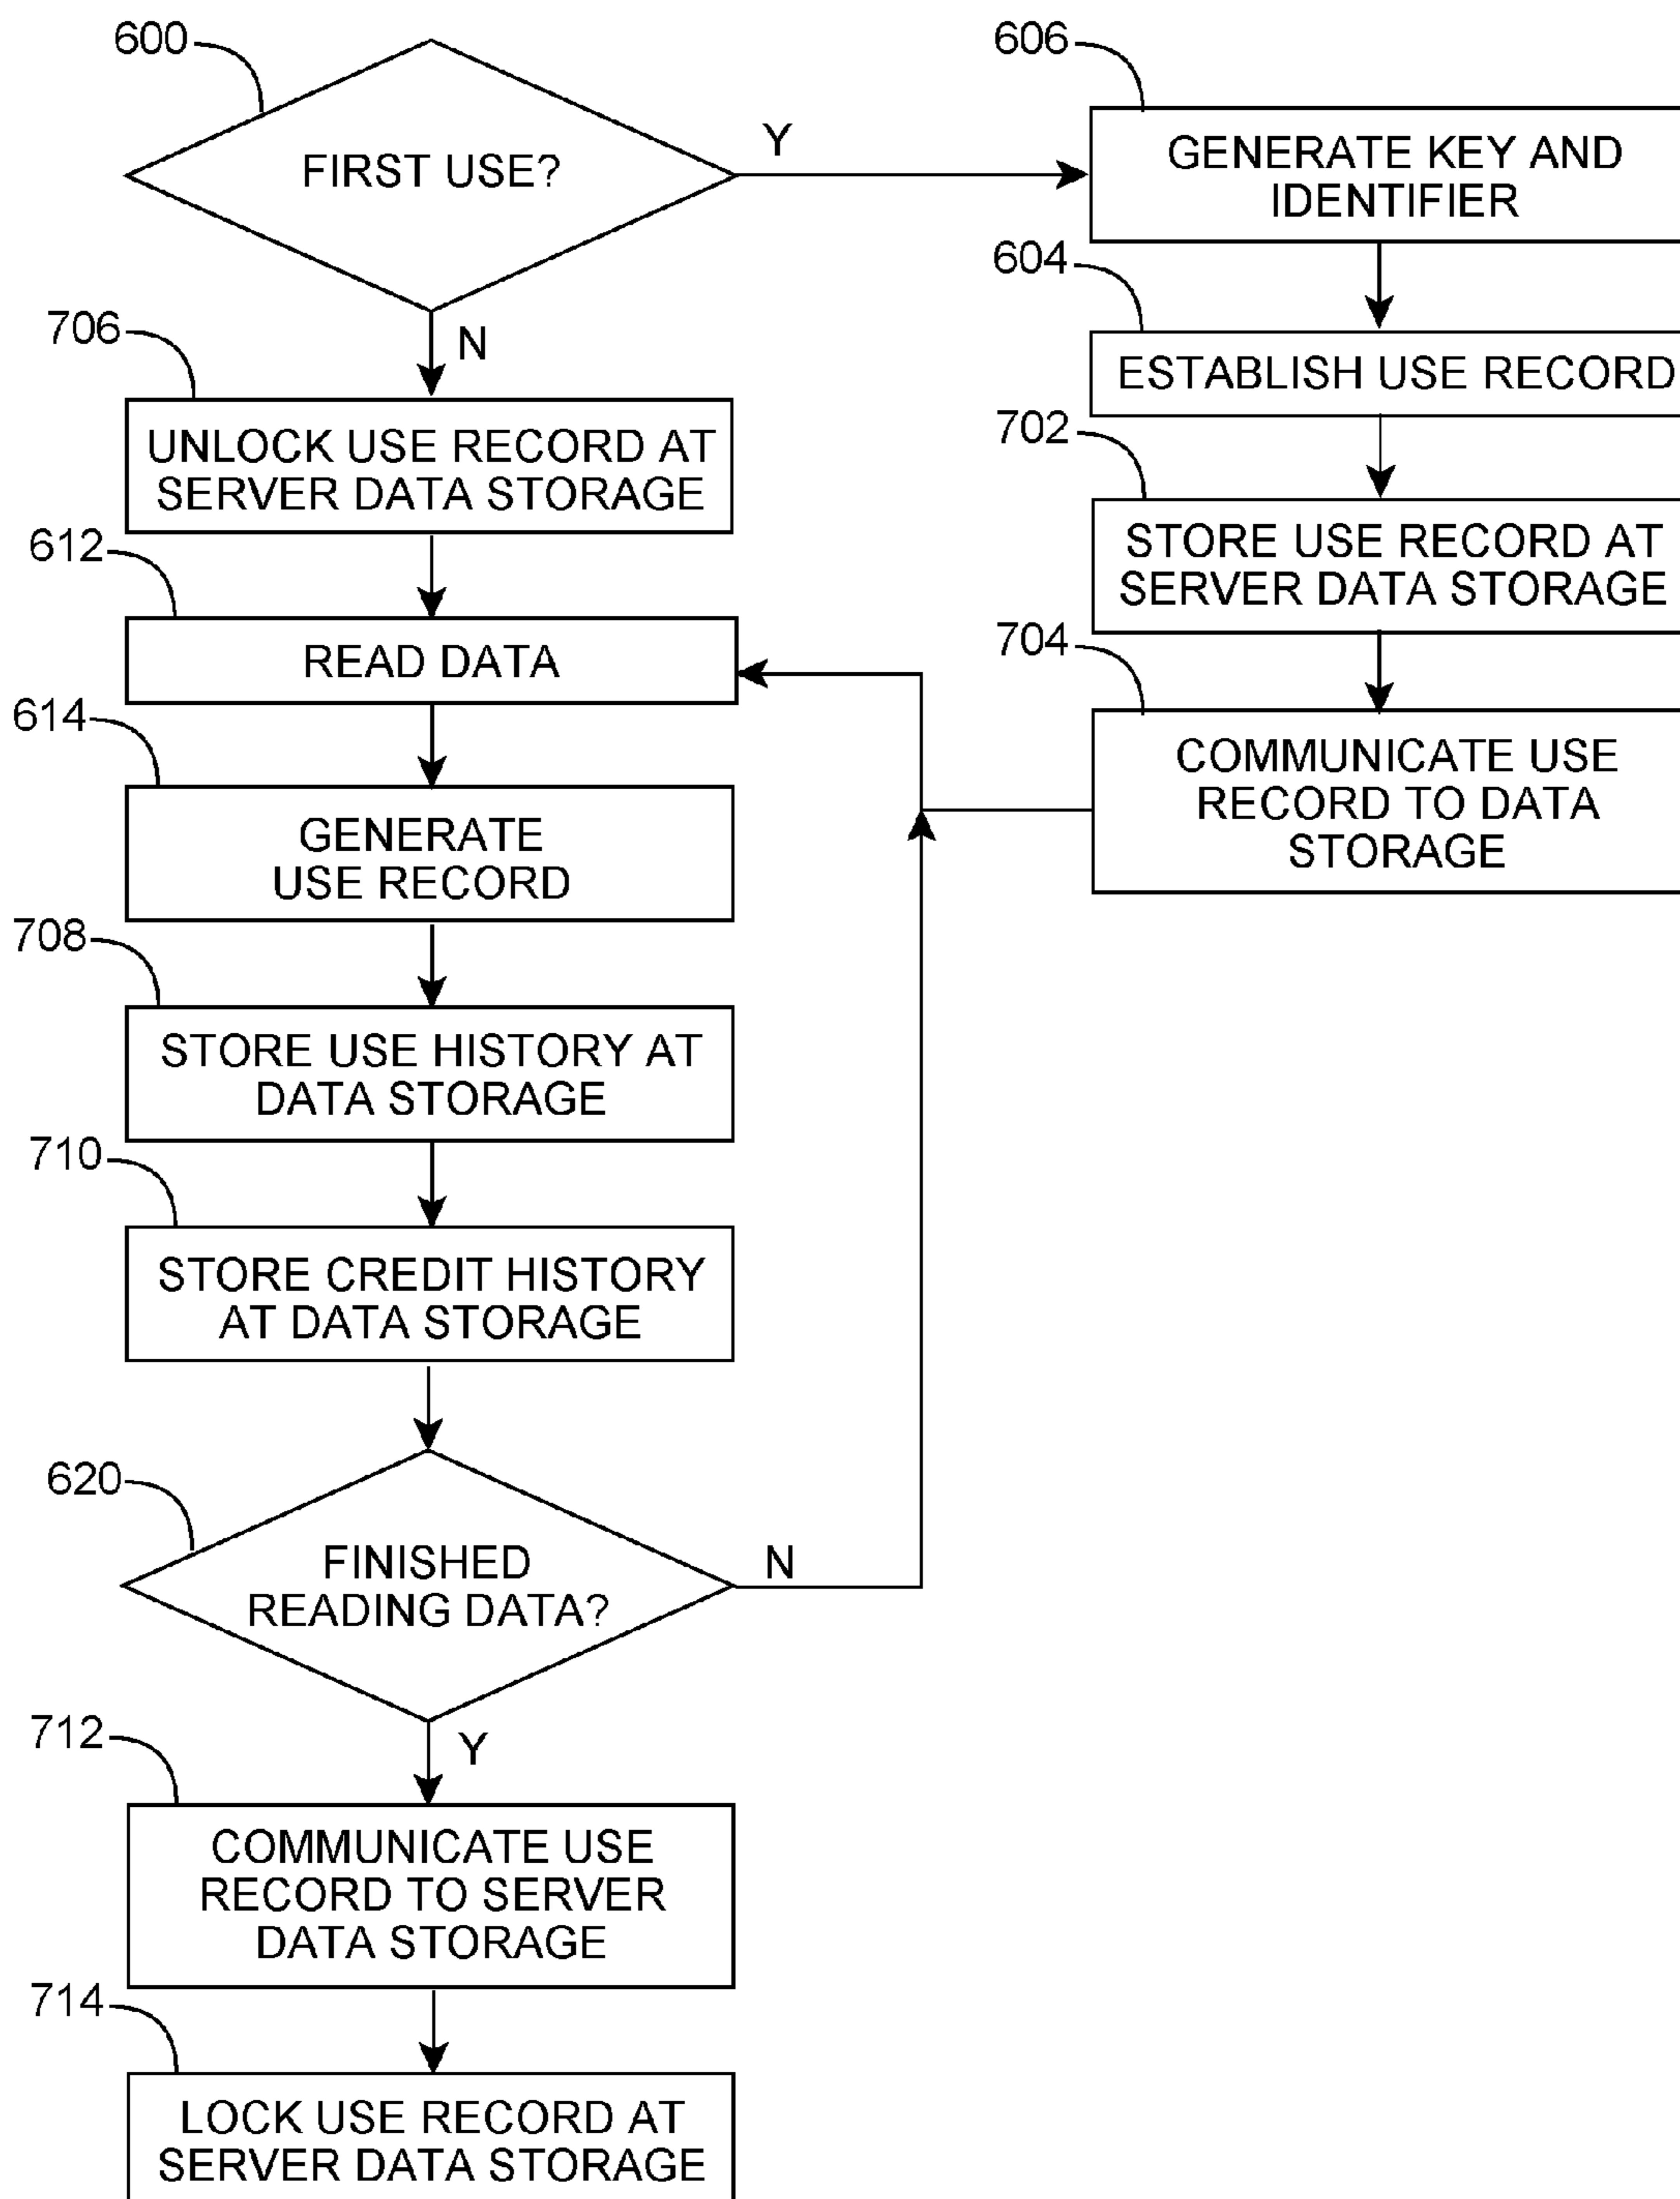 600
FIRST USE?
Y
N
606
GENERATE KEY AND
IDENTIFIER
604
ESTABLISH USE RECORD
702
STORE USE RECORD AT
SERVER DATA STORAGE
704
COMMUNICATE USE
RECORD TO DATA
STORAGE
706
UNLOCK USE RECORD AT
SERVER DATA STORAGE
612
READ DATA
614
GENERATE
USE RECORD
708
STORE USE HISTORY AT
DATA STORAGE
710
STORE CREDIT HISTORY
AT DATA STORAGE
620
FINISHED
READING DATA?
N
Y
712
COMMUNICATE USE
RECORD TO SERVER
DATA STORAGE
714
LOCK USE RECORD AT
SERVER DATA STORAGE